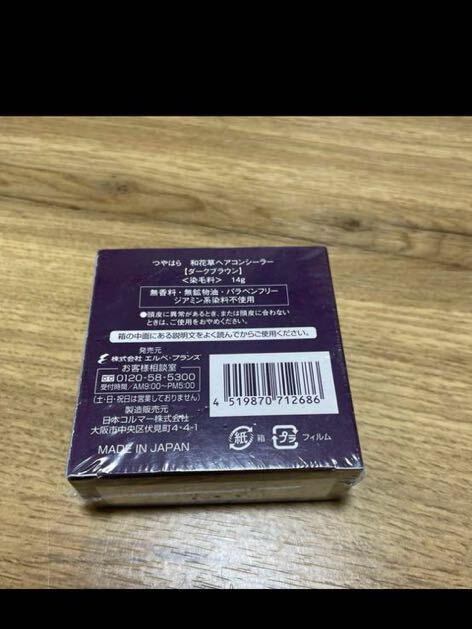 つやはら 和花草ヘアコンシーラー
【ダークブラウン】
<染毛料> 14g
無香料・無鉱物油・パラベンフリー
ジアミン系染料不使用
●頭皮に異常があるとき、または頭皮に合わない
ときは、ご使用をおやめください。
箱の中面にある説明文をよく読んでからご使用ください。
発売元
株式会社 エルベ・プランズ
お客様相談室
0120-58-5300
受付時間/AM9:00~PM5:00
(土・日・祝日は営業しておりません)
製造販売元
日本コルマー株式会社
大阪市中央区伏見町4-4-1
MADE IN JAPAN
4 519870 712686
紙 箱 プラ フィルム